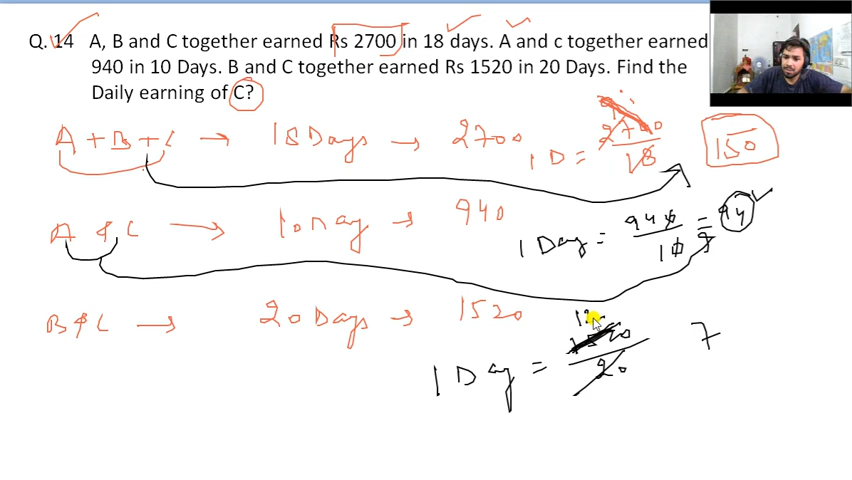 Q. 14 A, B and C together earned Rs 2700 in 18 days. A and c together earned
940 in 10 Days. B and C together earned Rs 1520 in 20 Days. Find the
Daily earning of C?
A + B + C → 18 Days → 2700 1D = 2700/18 150
A & C → 10 Day → 940 1 Day = 940/10 = 94
B & C → 20 Days → 1520
1 Day = 1520/20 7